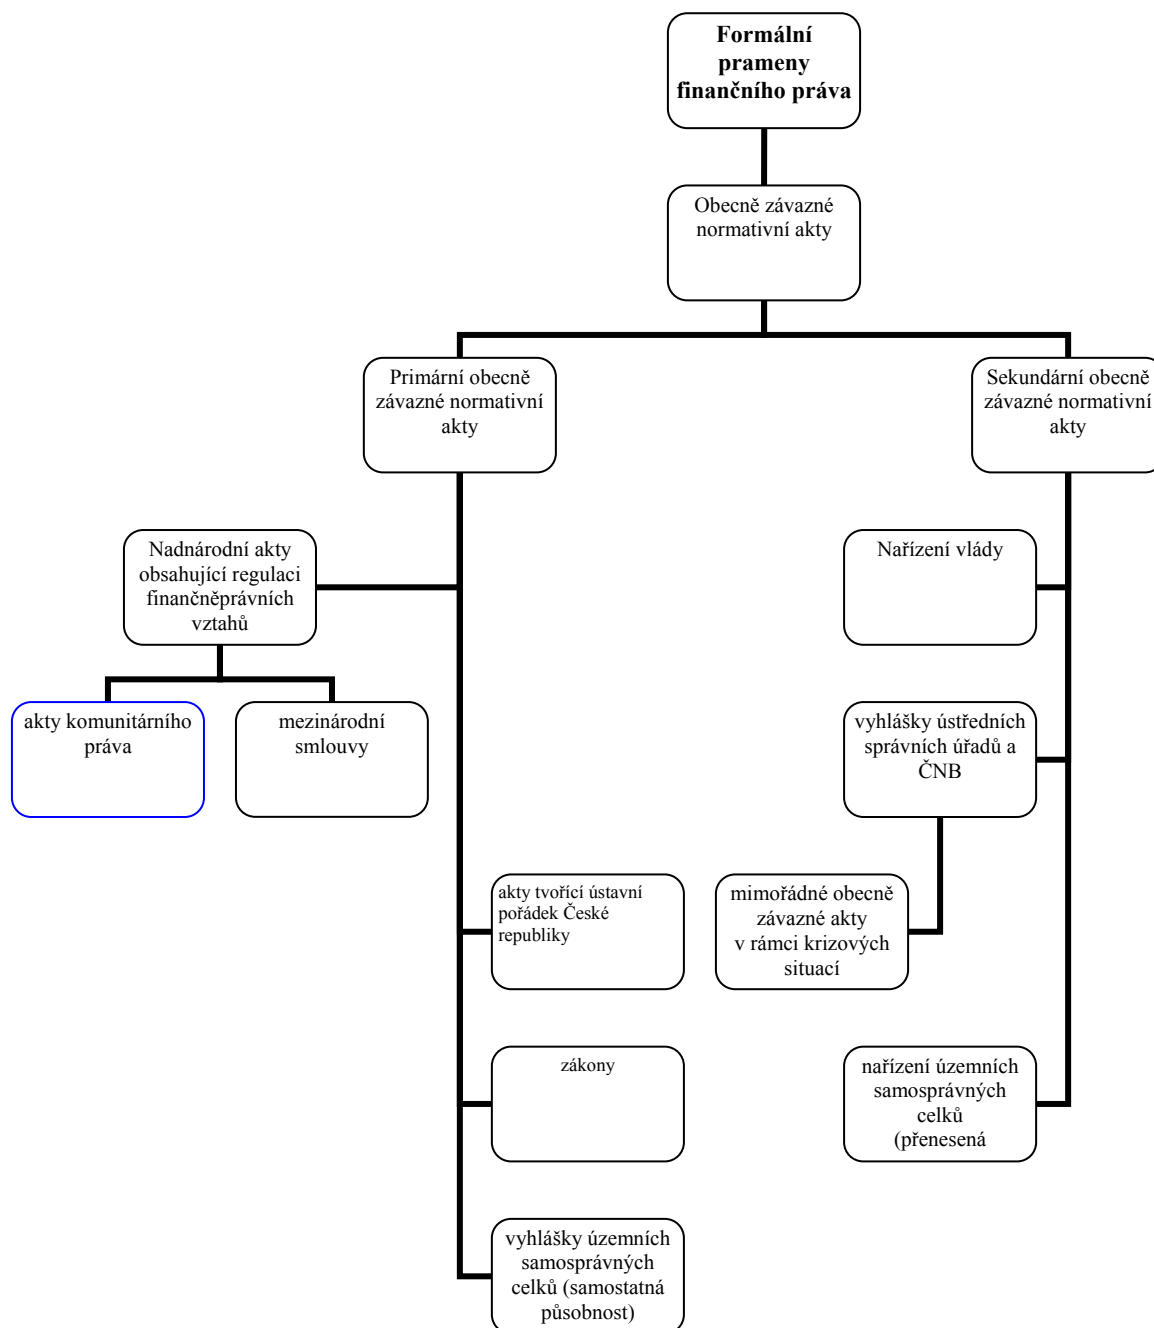 Formální
prameny
finančního práva
Obecně závazné
normativní akty
Primární obecně
závazné normativní
akty
Sekundární obecně
závazné normativní
akty
Nadnárodní akty
obsahující regulaci
finančněprávních
vztahů
Nařízení vlády
akty komunitárního
práva
mezinárodní
smlouvy
vyhlášky ústředních
správních úřadů a
ČNB
akty tvořící ústavní
pořádek České
republiky
mimořádné obecně
závazné akty
v rámci krizových
situací
zákony
nařízení územních
samosprávných
celků
(přenesená
vyhlášky územních
samosprávných
celků (samostatná
působnost)